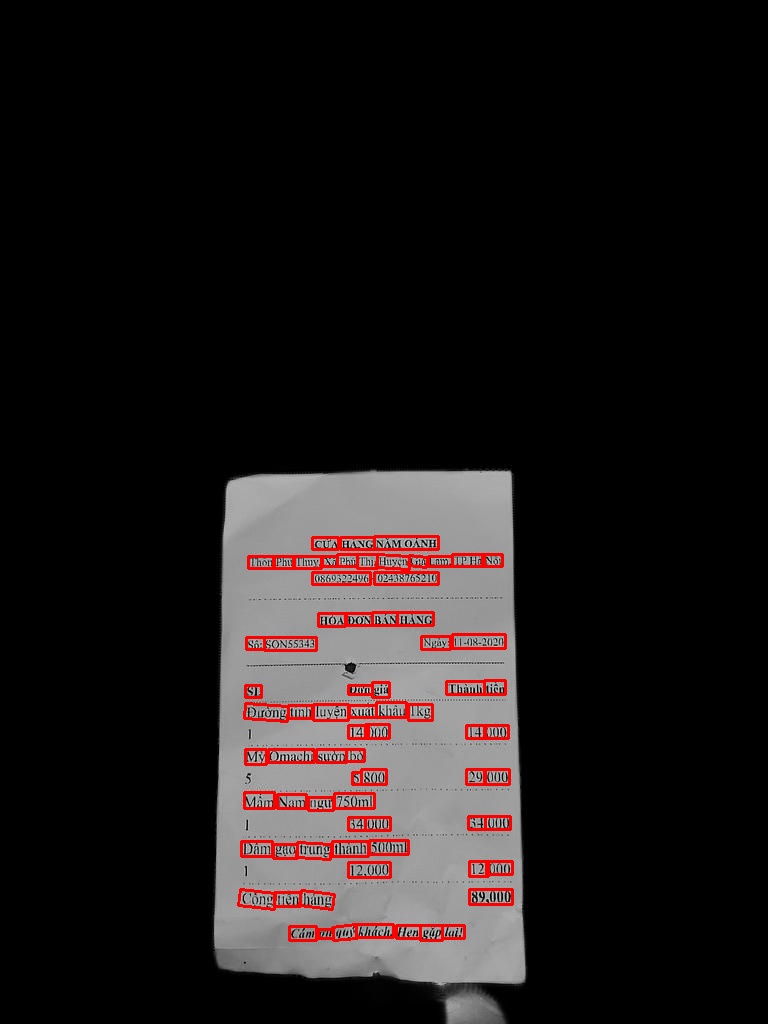 CỬA HÀNG NĂM OÁNH
Thôn Phú Thụy, Xã Phú Thị, Huyện Gia Lâm, TP Hà Nội
0869322496 - 02438765210
HÓA ĐƠN BÁN HÀNG
Số: SON55343 Ngày: 11-08-2020
SL Đơn giá Thành tiền
Đường tinh luyện xuất khẩu 1kg
1 14,000 14,000
Mỳ Omachi sườn bò
5 5,800 29,000
Mắm Nam ngư 750ml
1 34,000 34,000
Dấm gạo trung thành 500ml
1 12,000 12,000
Cộng tiền hàng 89,000
Cảm ơn quý khách. Hẹn gặp lại!